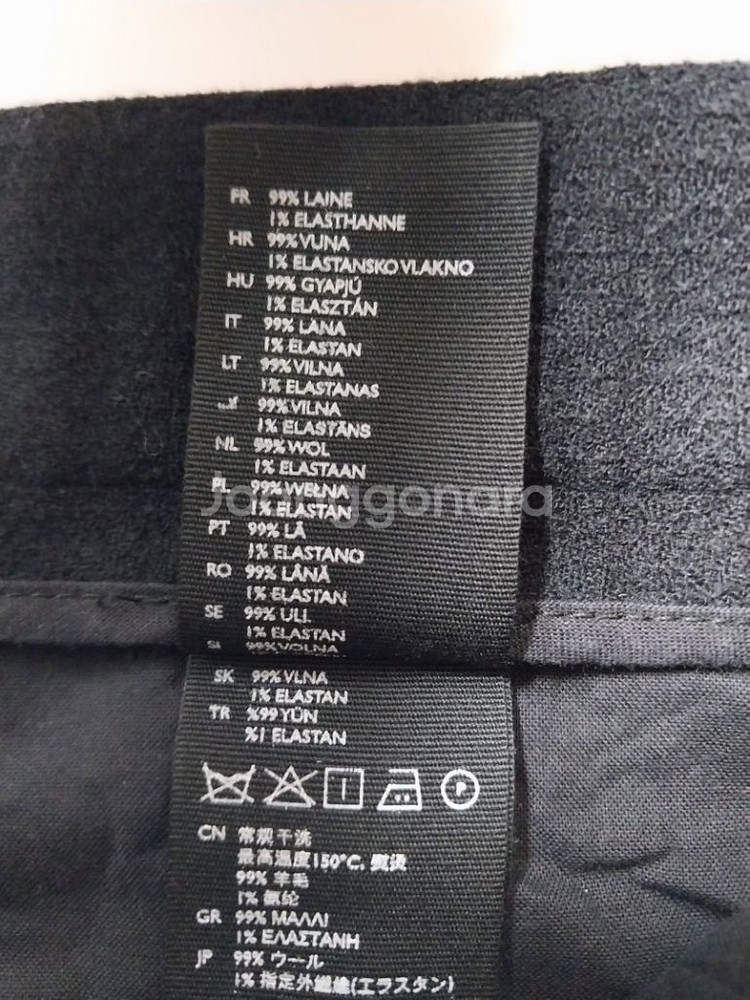 FR 99% LAINE
1% ELASTHANNE
HR 99% VUNA
1% ELASTANSKO VLAKNO
HU 99% GYAPJÚ
1% ELASZTÁN
IT 99% LANA
1% ELASTAN
LT 99% VILNA
1% ELASTANAS
99% VILNA
1% ELASTĀNS
NL 99% WOL
1% ELASTAAN
PL 99% WEŁNA
1% ELASTAN
Joonggonara
PT 99% LÃ
1% ELASTANO
RO 99% LÂNĂ
1% ELASTAN
SE 99% ULL
1% ELASTAN
99% VOLNA
SK 99% VLNA
1% ELASTAN
TR %99 YÜN
%1 ELASTAN
P
CN 常规干洗
最高温度150°C, 熨烫
99% 羊毛
1% 氨纶
GR 99% ΜΑΛΛΙ
1% ΕΛΑΣΤΑΝΗ
JP 99% ウール
1% 指定外繊維(エラスタン)